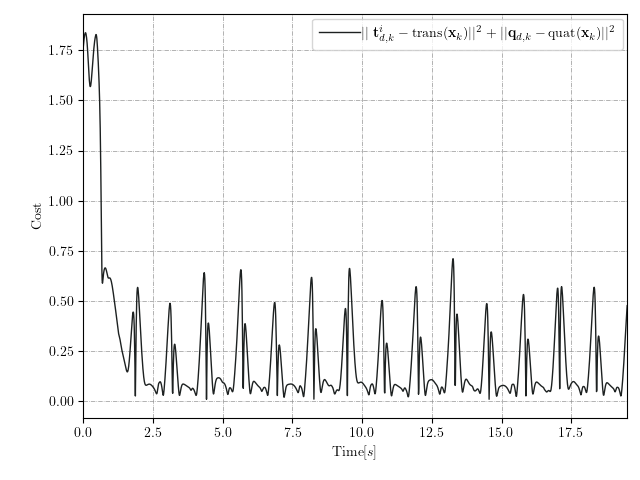 || t^i_{d,k} − trans(x_k)||^2 + ||q_{d,k} − quat(x_k)||^2
1.75
1.50
1.25
1.00
0.75
0.50
0.25
0.00
Cost
0.0 2.5 5.0 7.5 10.0 12.5 15.0 17.5
Time[s]